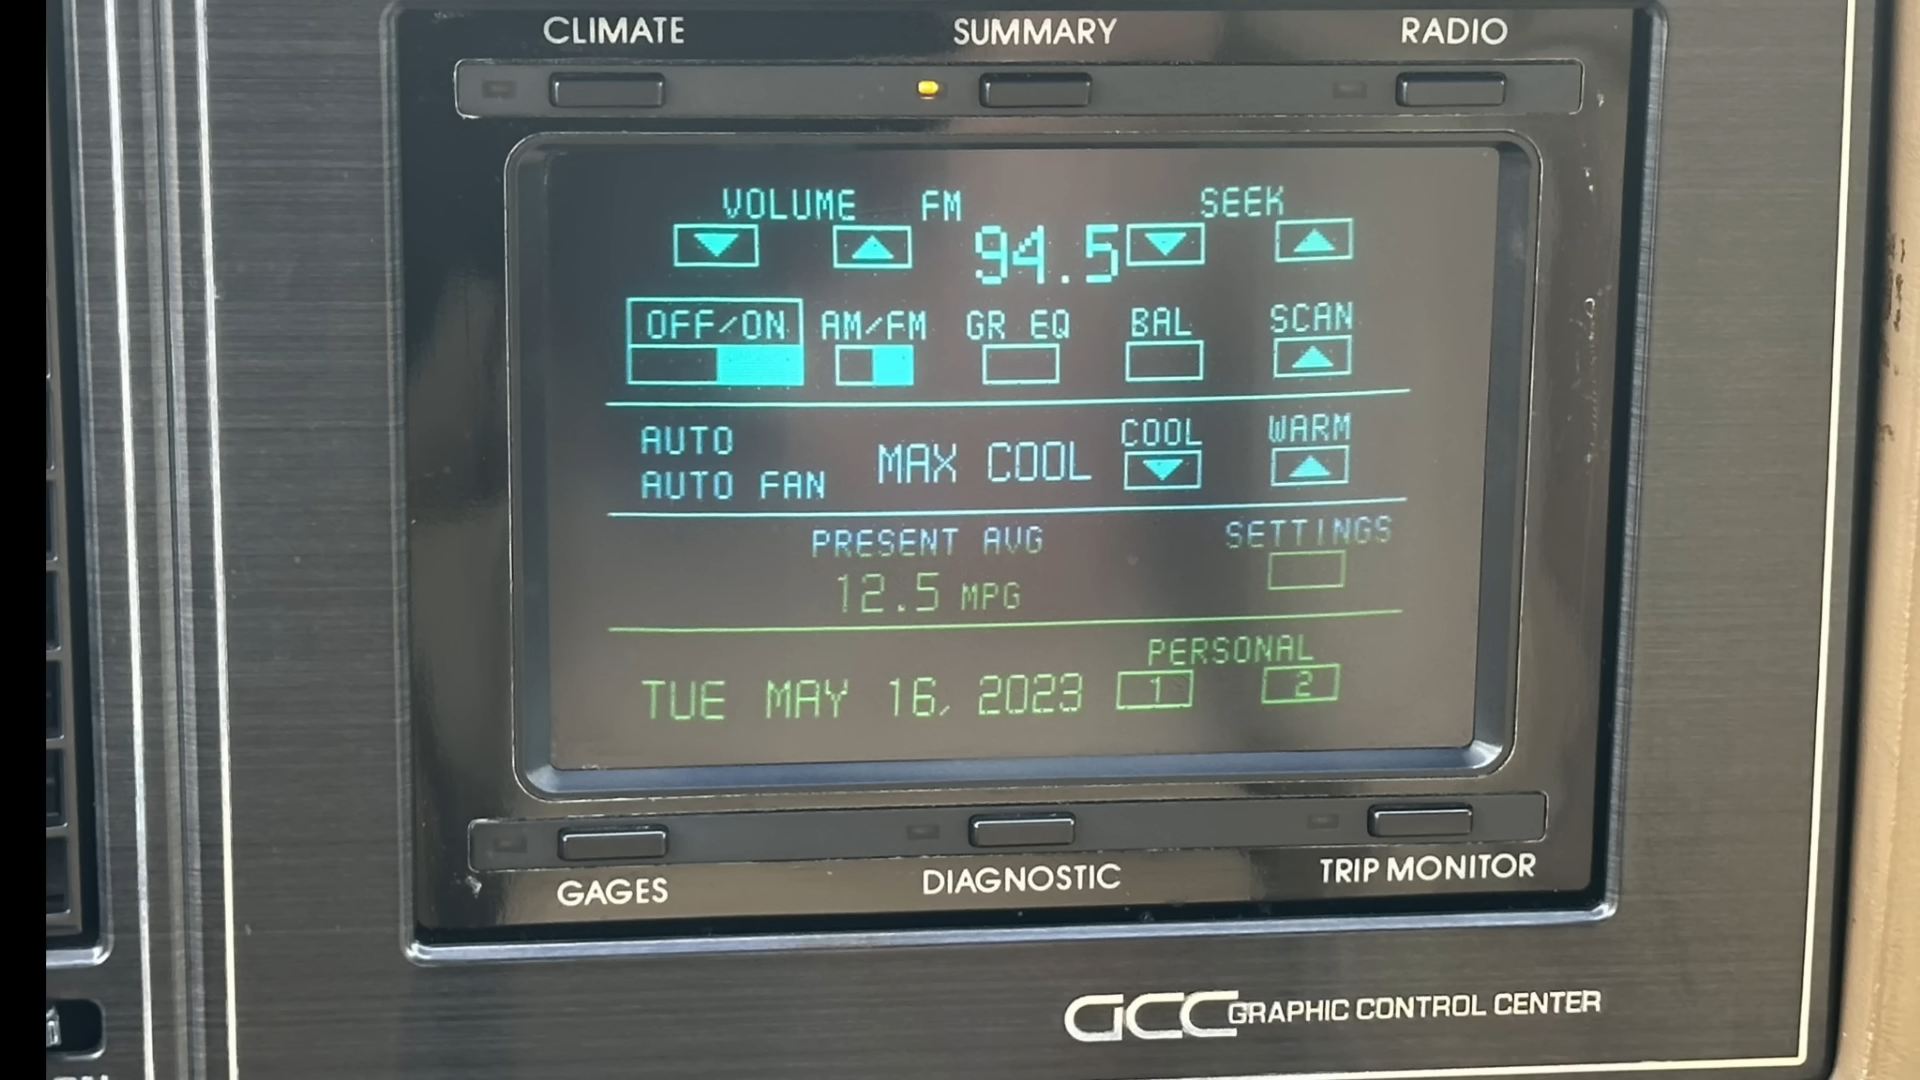 CLIMATE SUMMARY RADIO
VOLUME FM SEEK
94.5
OFF/ON AM/FM GR EQ BAL SCAN
AUTO MAX COOL COOL WARM
AUTO FAN
PRESENT AVG SETTINGS
12.5 MPG
PERSONAL
TUE MAY 16, 2023 1 2
GAGES DIAGNOSTIC TRIP MONITOR
GCC GRAPHIC CONTROL CENTER